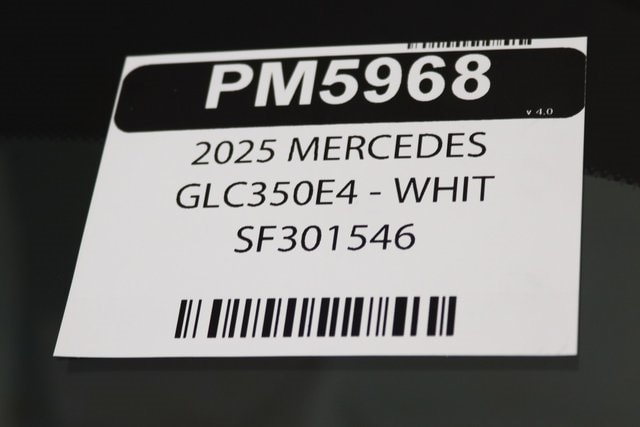 PM5968
v 4.0
2025 MERCEDES
GLC350E4 - WHIT
SF301546